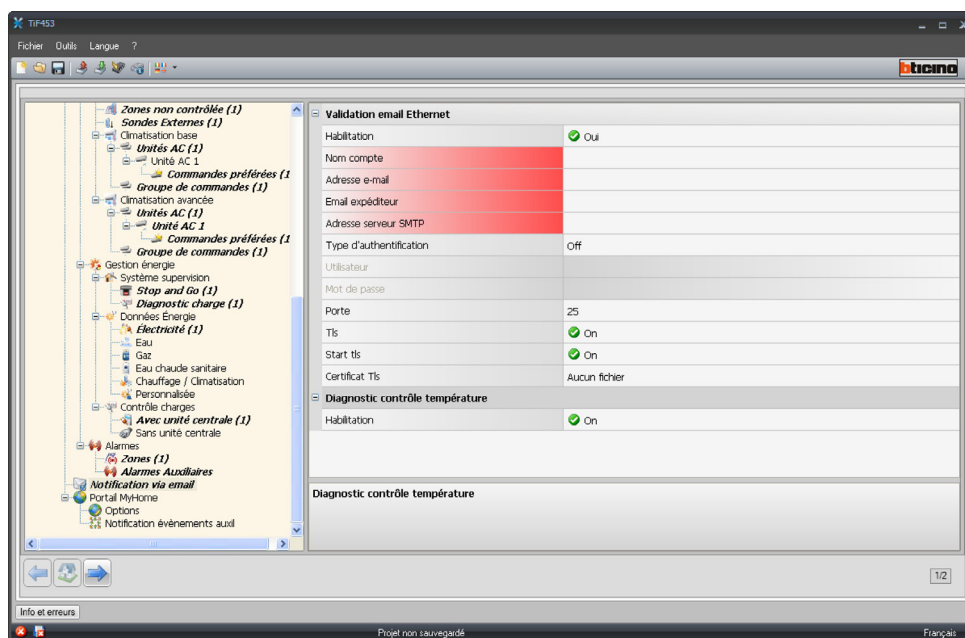 TiF453
Fichier Outils Langue ?
bticino
Zones non contrôlée (1)
Sondes Externes (1)
Climatisation base
Unités AC (1)
Unité AC 1
Commandes préférées (1
Groupe de commandes (1)
Climatisation avancée
Unités AC (1)
Unité AC 1
Commandes préférées (1
Groupe de commandes (1)
Gestion énergie
Système supervision
Stop and Go (1)
Diagnostic charge (1)
Données Énergie
Électricité (1)
Eau
Gaz
Eau chaude sanitaire
Chauffage / Climatisation
Personnalisée
Contrôle charges
Avec unité centrale (1)
Sans unité centrale
Alarmes
Zones (1)
Alarmes Auxiliaires
Notification via email
Portail MyHome
Options
Notification évènements auxil
Validation email Ethernet
Habilitation Oui
Nom compte
Adresse e-mail
Email expéditeur
Adresse serveur SMTP
Type d'authentification Off
Utilisateur
Mot de passe
Porte 25
Tls On
Start tls On
Certificat Tls Aucun fichier
Diagnostic contrôle température
Habilitation On
Diagnostic contrôle température
1/2
Info et erreurs
Projet non sauvegardé
Français